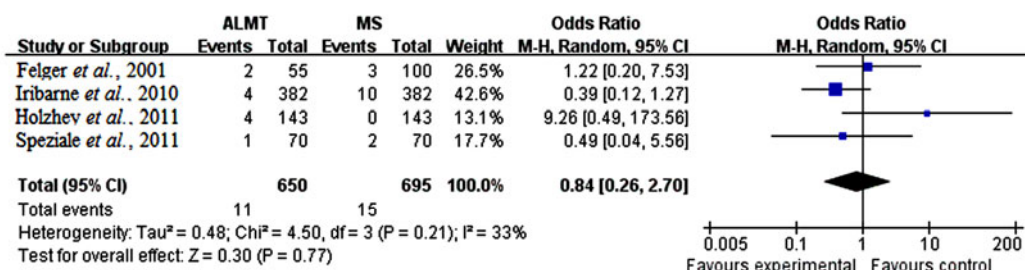 ALMT MS Odds Ratio Odds Ratio
Study or Subgroup Events Total Events Total Weight M-H, Random, 95% CI M-H, Random, 95% CI
Felger et al., 2001 2 55 3 100 26.5% 1.22 [0.20, 7.53]
Iribarne et al.. 2010 4 382 10 382 42.6% 0.39 [0.12, 1.27]
Holzhev et al., 2011 4 143 0 143 13.1% 9.26 [0.49, 173.56]
Speziale et al., 2011 1 70 2 70 17.7% 0.49 [0.04, 5.56]
Total (95% CI) 650 695 100.0% 0.84 [0.26, 2.70]
Total events 11 15
Heterogeneity: Tau² = 0.48; Chi² = 4.50, df = 3 (P = 0.21); I² = 33%
Test for overall effect: Z = 0.30 (P = 0.77)
0.005 0.1 1 10 200
Favours experimental Favours control